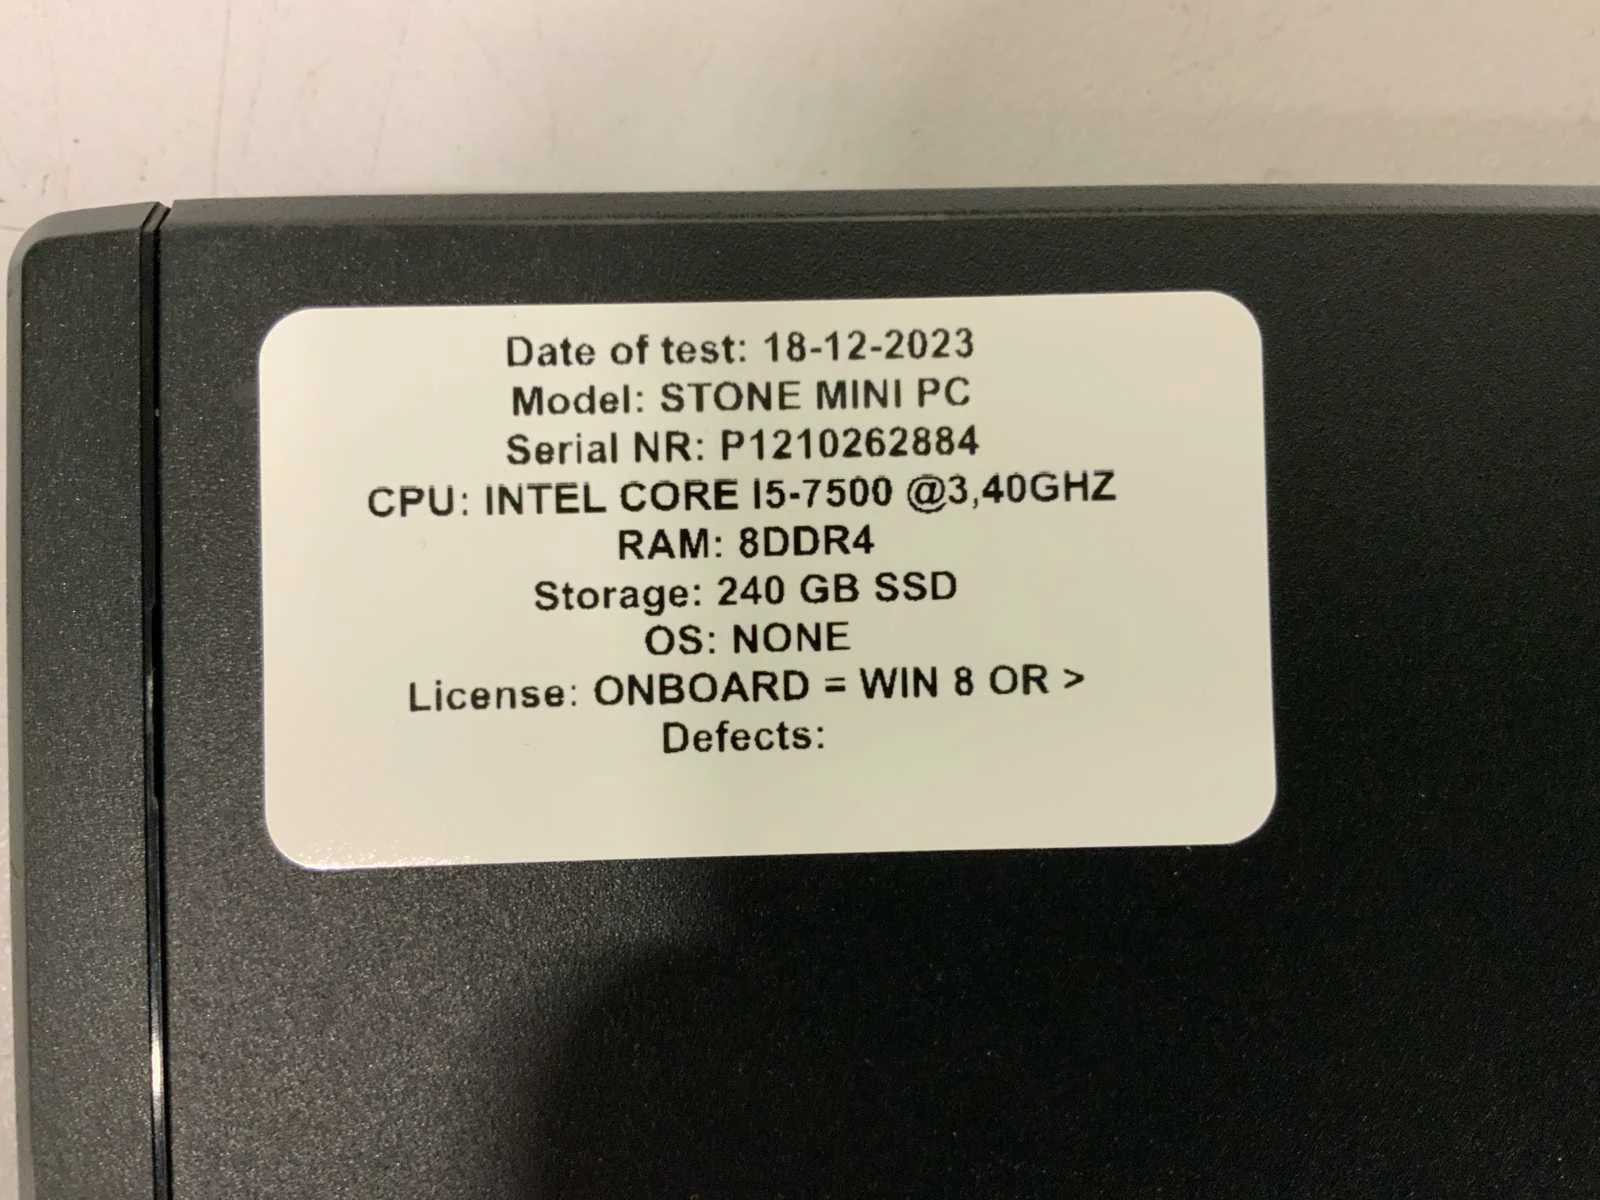 Date of test: 18-12-2023
Model: STONE MINI PC
Serial NR: P1210262884
CPU: INTEL CORE I5-7500 @3,40GHZ
RAM: 8DDR4
Storage: 240 GB SSD
OS: NONE
License: ONBOARD = WIN 8 OR >
Defects: